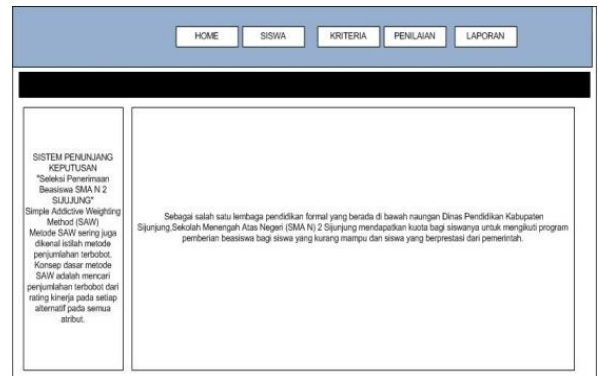 HOME SISWA KRITERIA PENILAIAN LAPORAN
SISTEM PENUNJANG
KEPUTUSAN
"Seleksi Penerimaan
Beasiswa SMA N 2
SIJUJUNG"
Simple Addictive Weighting
Method (SAW)
Metode SAW sering juga
dikenal istilah metode
penjumlahan terbobot.
Konsep dasar metode
SAW adalah mencari
penjumlahan terbobot dari
rating kinerja pada setiap
alternatif pada semua
atribut.
Sebagai salah satu lembaga pendidikan formal yang berada di bawah naungan Dinas Pendidikan Kabupaten
Sijunjung,Sekolah Menengah Atas Negeri (SMA N) 2 Sijunjung mendapatkan kuota bagi siswanya untuk mengikuti program
pemberian beasiswa bagi siswa yang kurang mampu dan siswa yang berprestasi dari pemerintah.